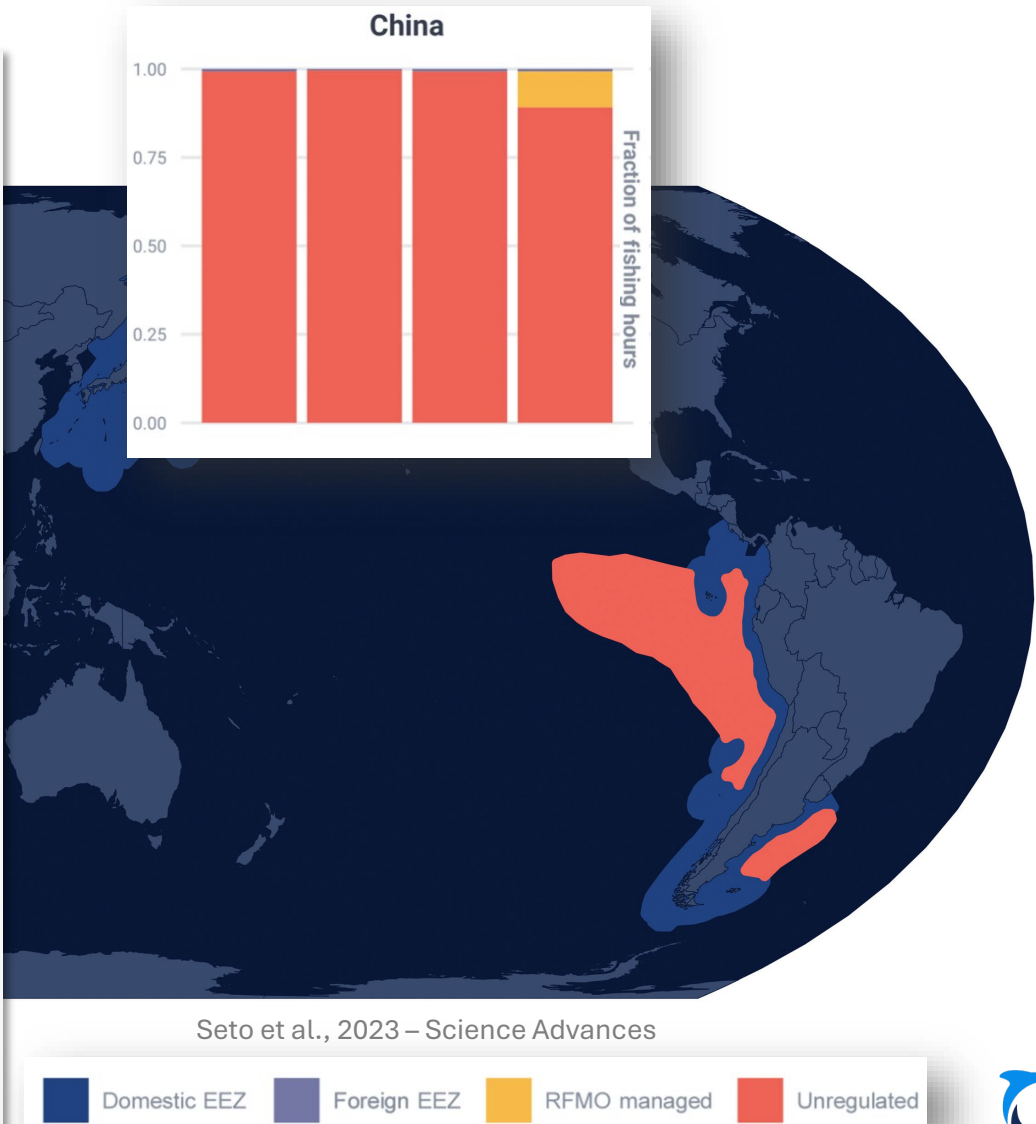 China
1.00
0.75
0.50
0.25
0.00
Fraction of fishing hours
Seto et al., 2023 – Science Advances
Domestic EEZ
Foreign EEZ
RFMO managed
Unregulated